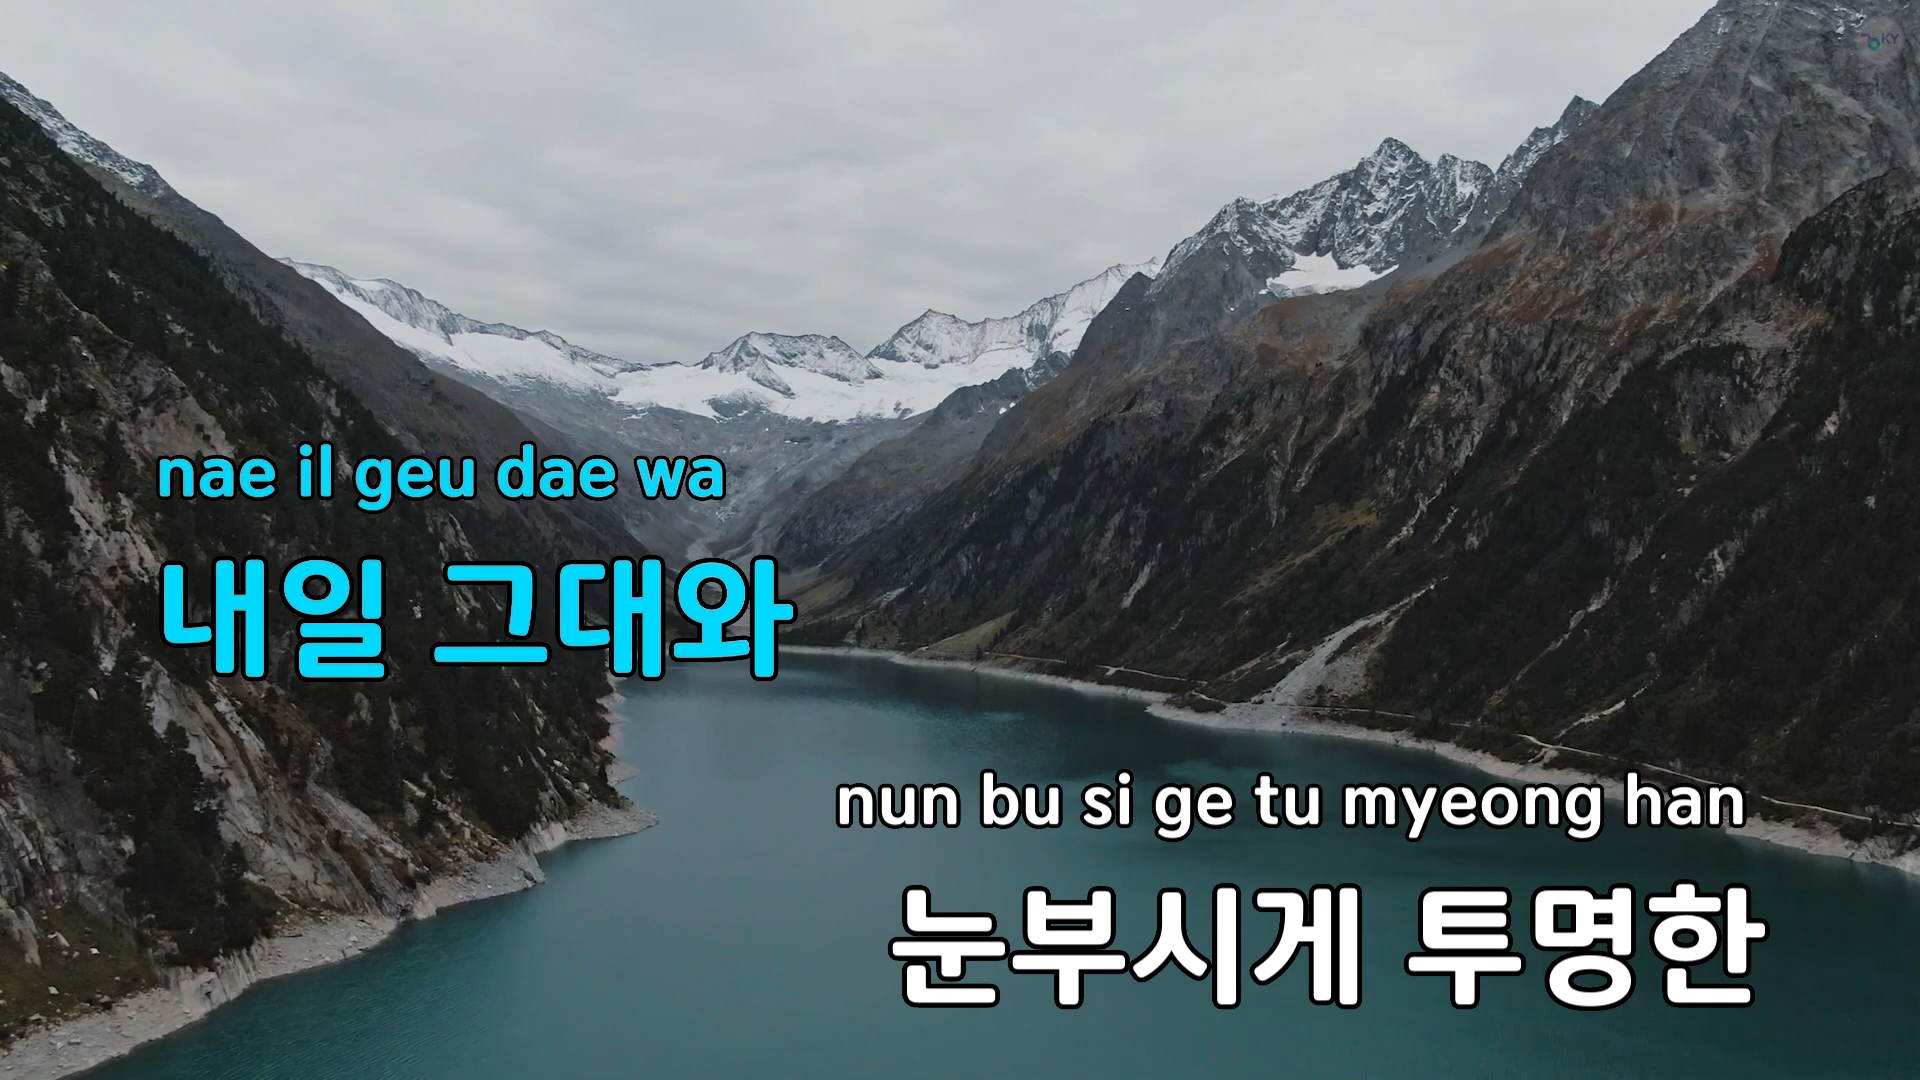 KY
nae il geu dae wa
내일 그대와
nun bu si ge tu myeong han
눈부시게 투명한